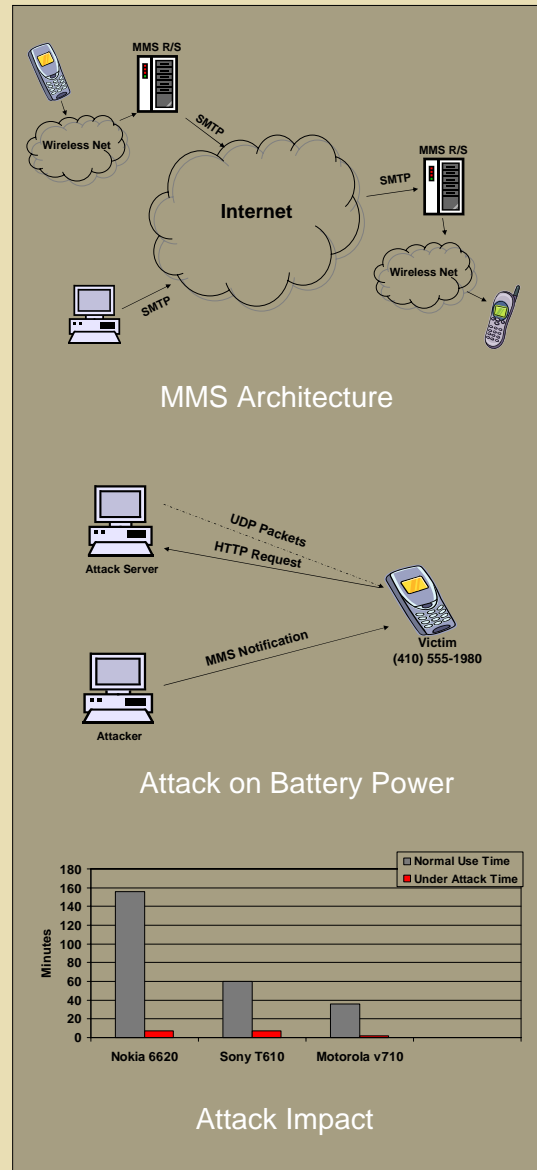 MMS R/S
SMTP
Wireless Net
MMS R/S
SMTP
Internet
Wireless Net
SMTP
MMS Architecture
UDP Packets
HTTP Request
Attack Server
MMS Notification
Victim
(410) 555-1980
Attacker
Attack on Battery Power
Normal Use Time
Under Attack Time
180
160
140
120
100
80
60
40
20
0
Minutes
Nokia 6620 Sony T610 Motorola v710
Attack Impact